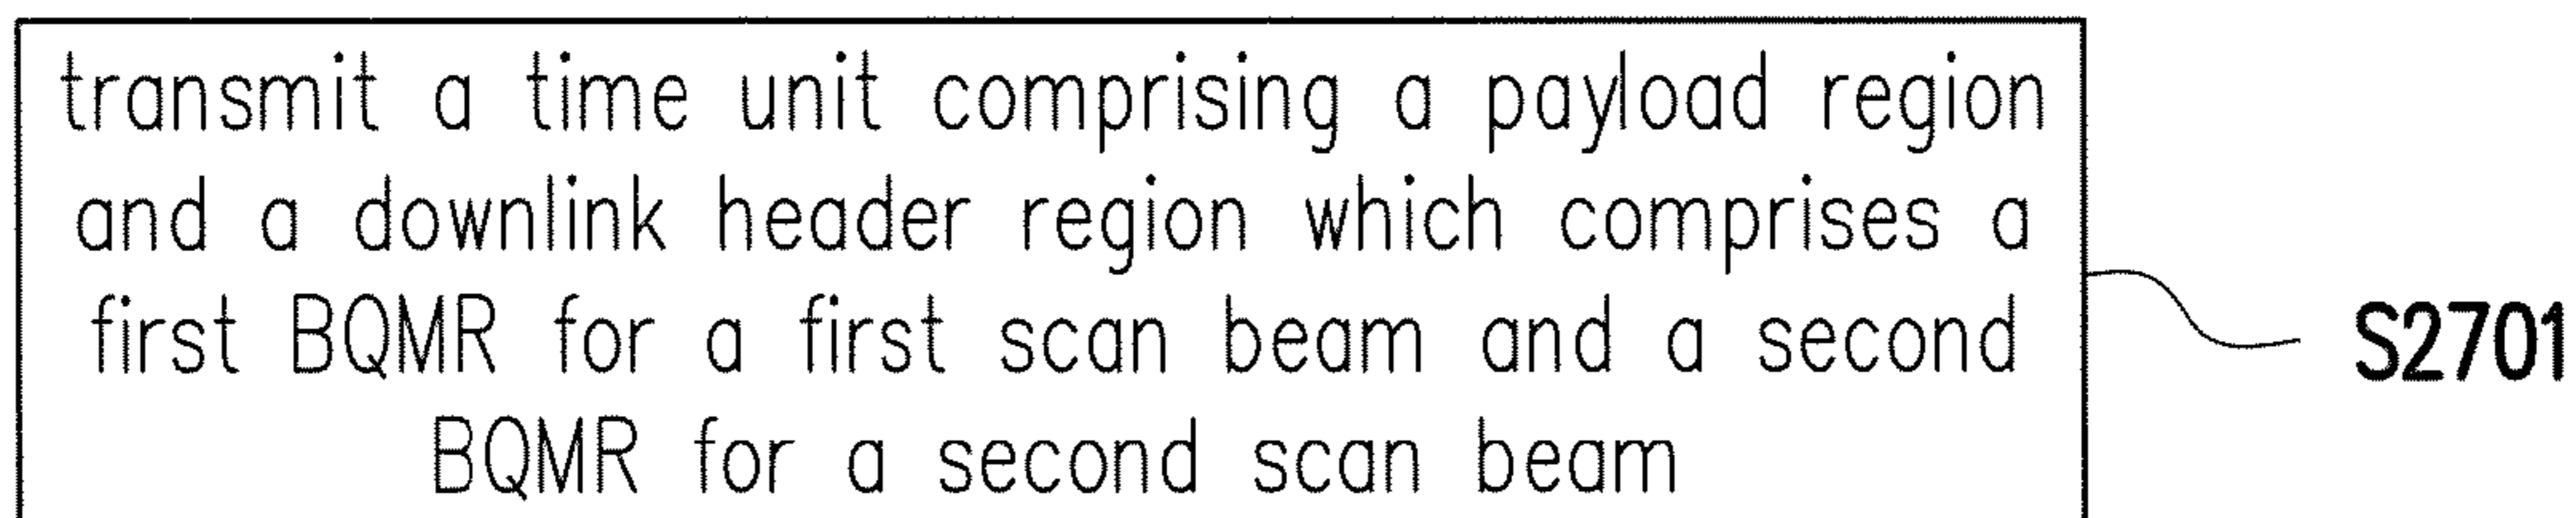 transmit a time unit comprising a payload region
and a downlink header region which comprises a
first BQMR for a first scan beam and a second
BQMR for a second scan beam
S2701